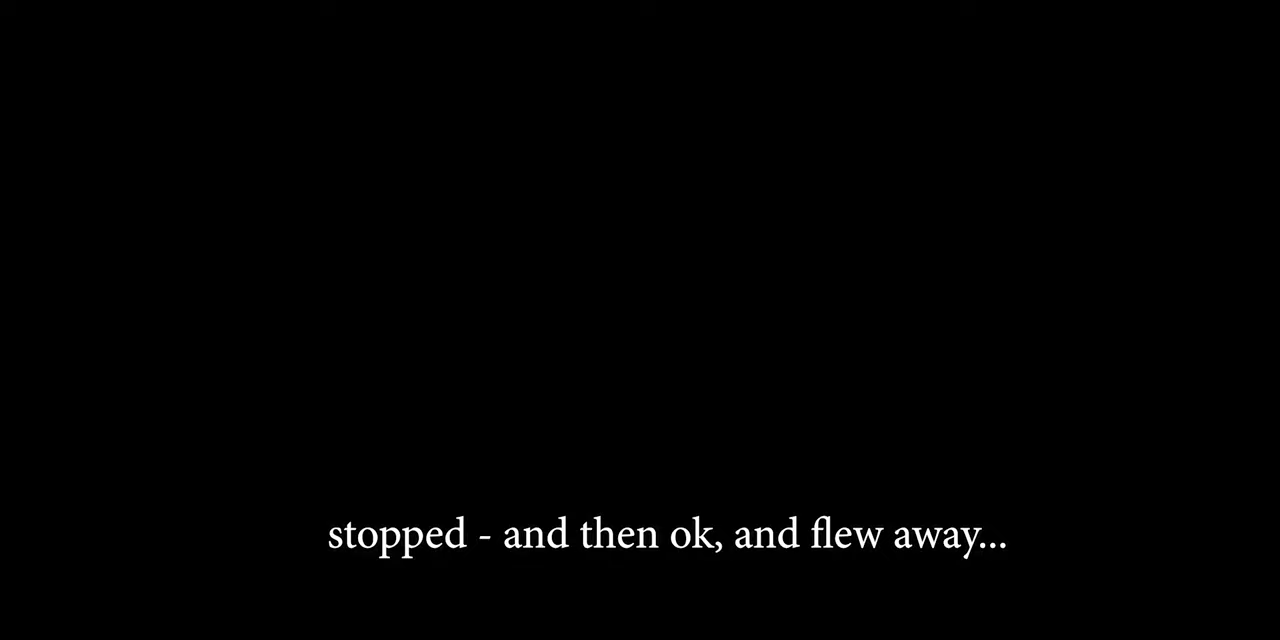 stopped - and then ok, and flew away...